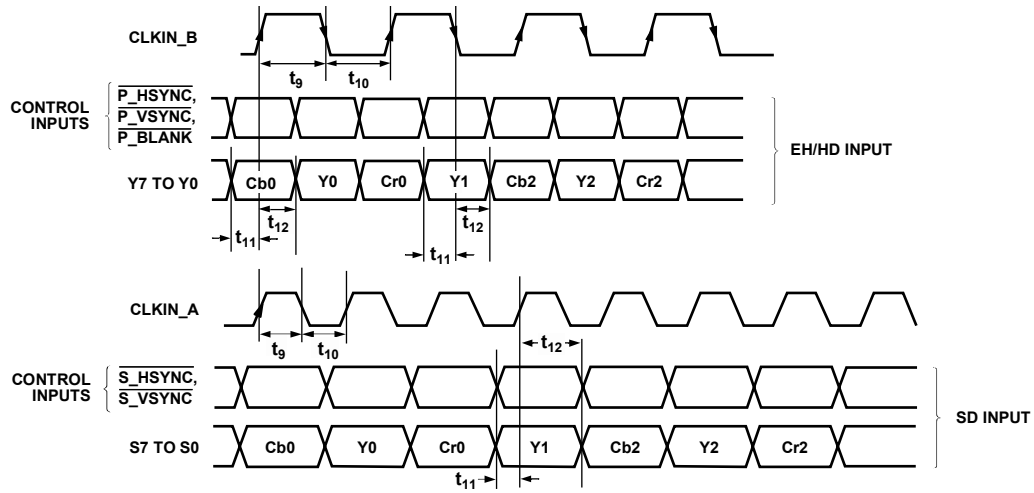 CLKIN_B
t9 t10
CONTROL INPUTS
P_HSYNC,
P_VSYNC,
P_BLANK
EH/HD INPUT
Y7 TO Y0 Cb0 Y0 Cr0 Y1 Cb2 Y2 Cr2
t12 t12
t11 t11
CLKIN_A
t9 t10 t12
CONTROL INPUTS
S_HSYNC,
S_VSYNC
SD INPUT
S7 TO S0 Cb0 Y0 Cr0 Y1 Cb2 Y2 Cr2
t11